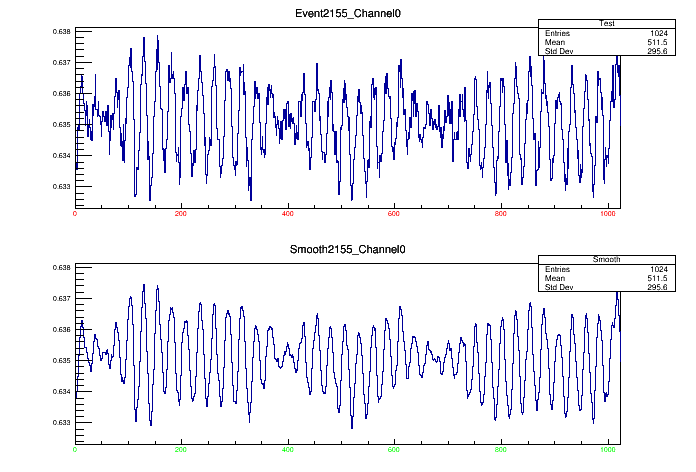 Event2155_Channel0
Test
Entries 1024
Mean 511.5
Std Dev 295.6
0.638
0.637
0.636
0.635
0.634
0.633
0 200 400 600 800 1000
Smooth2155_Channel0
Smooth
Entries 1024
Mean 511.5
Std Dev 295.6
0.638
0.637
0.636
0.635
0.634
0.633
0 200 400 600 800 1000